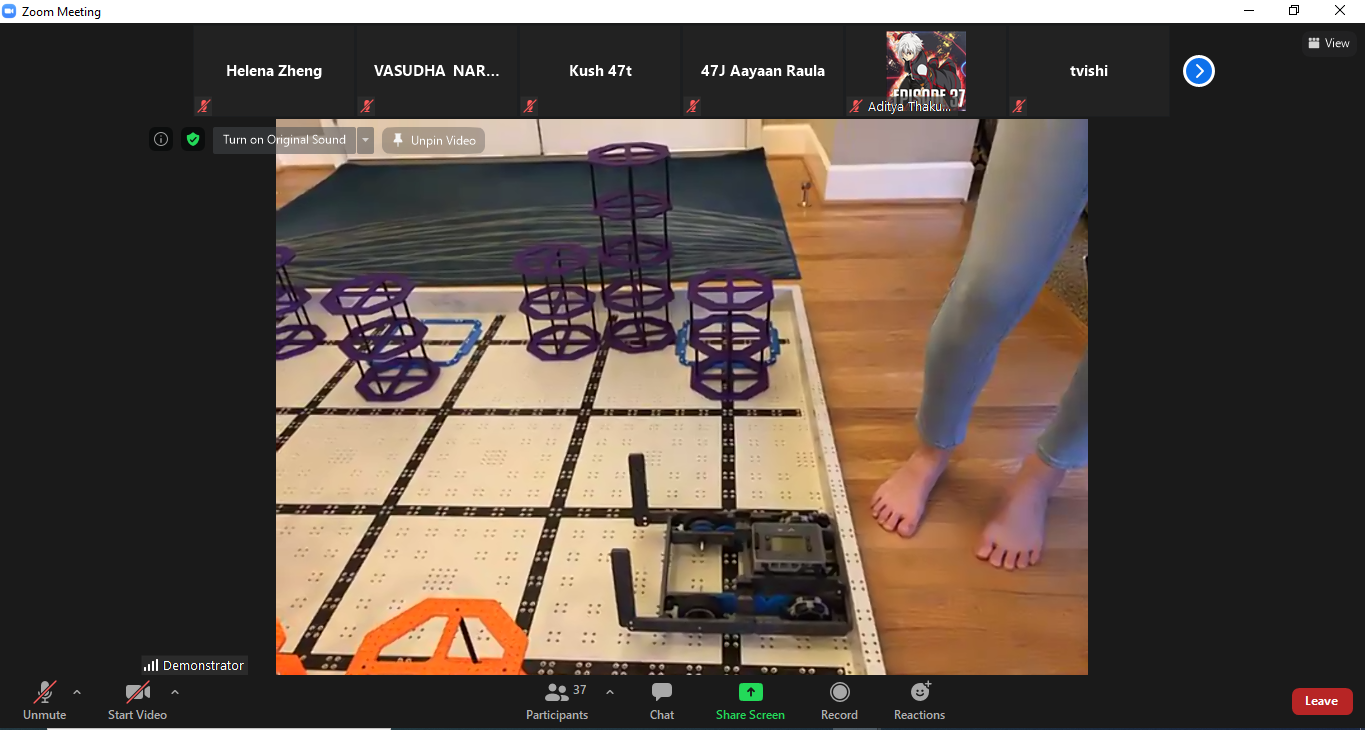 Zoom Meeting
View
Helena Zheng
VASUDHA NAR...
Kush 47t
47J Aayaan Raula
EPISODE 37
Aditya Thaku...
tvishi
Turn on Original Sound
Unpin Video
Demonstrator
Unmute
Start Video
37
Participants
Chat
Share Screen
Record
Reactions
Leave